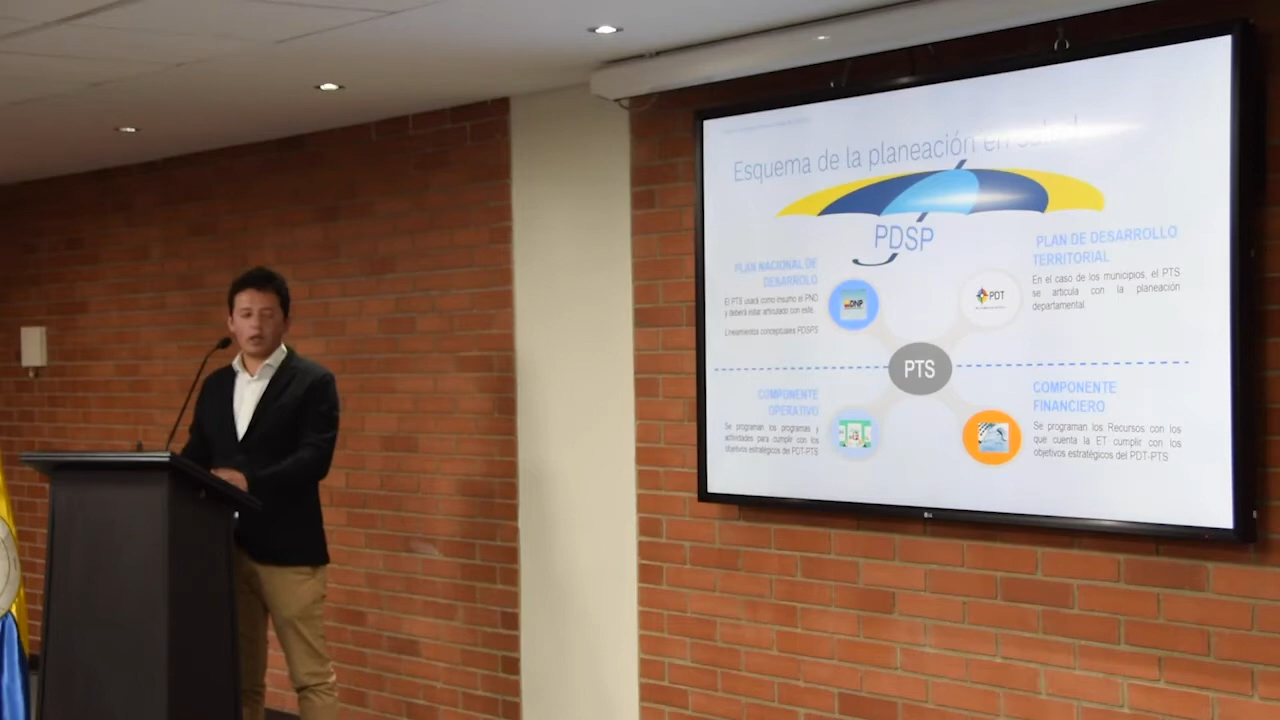 Esquema de la planeación en salud
PDSP
PLAN NACIONAL DE
DESARROLLO
El PTS usará como insumo el PND
y deberá estar articulado con este.
Lineamientos conceptuales PDSPS
DNP
PDT
PLAN DE DESARROLLO
TERRITORIAL
En el caso de los municipios, el PTS
se articula con la planeación
departamental.
PTS
COMPONENTE
OPERATIVO
Se programan los programas y
actividades para cumplir con los
objetivos estratégicos del PDT-PTS
COMPONENTE
FINANCIERO
Se programan los Recursos con los
que cuenta la ET cumplir con los
objetivos estratégicos del PDT-PTS
LG